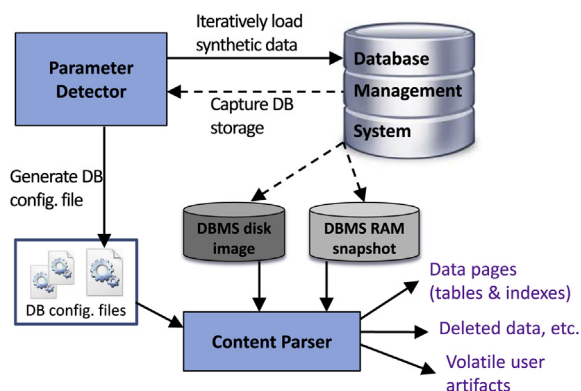 Iteratively load
synthetic data
Parameter
Detector
Database
Management
System
Capture DB
storage
Generate DB
config. file
DBMS disk
image
DBMS RAM
snapshot
DB config. files
Content Parser
Data pages
(tables & indexes)
Deleted data, etc.
Volatile user
artifacts